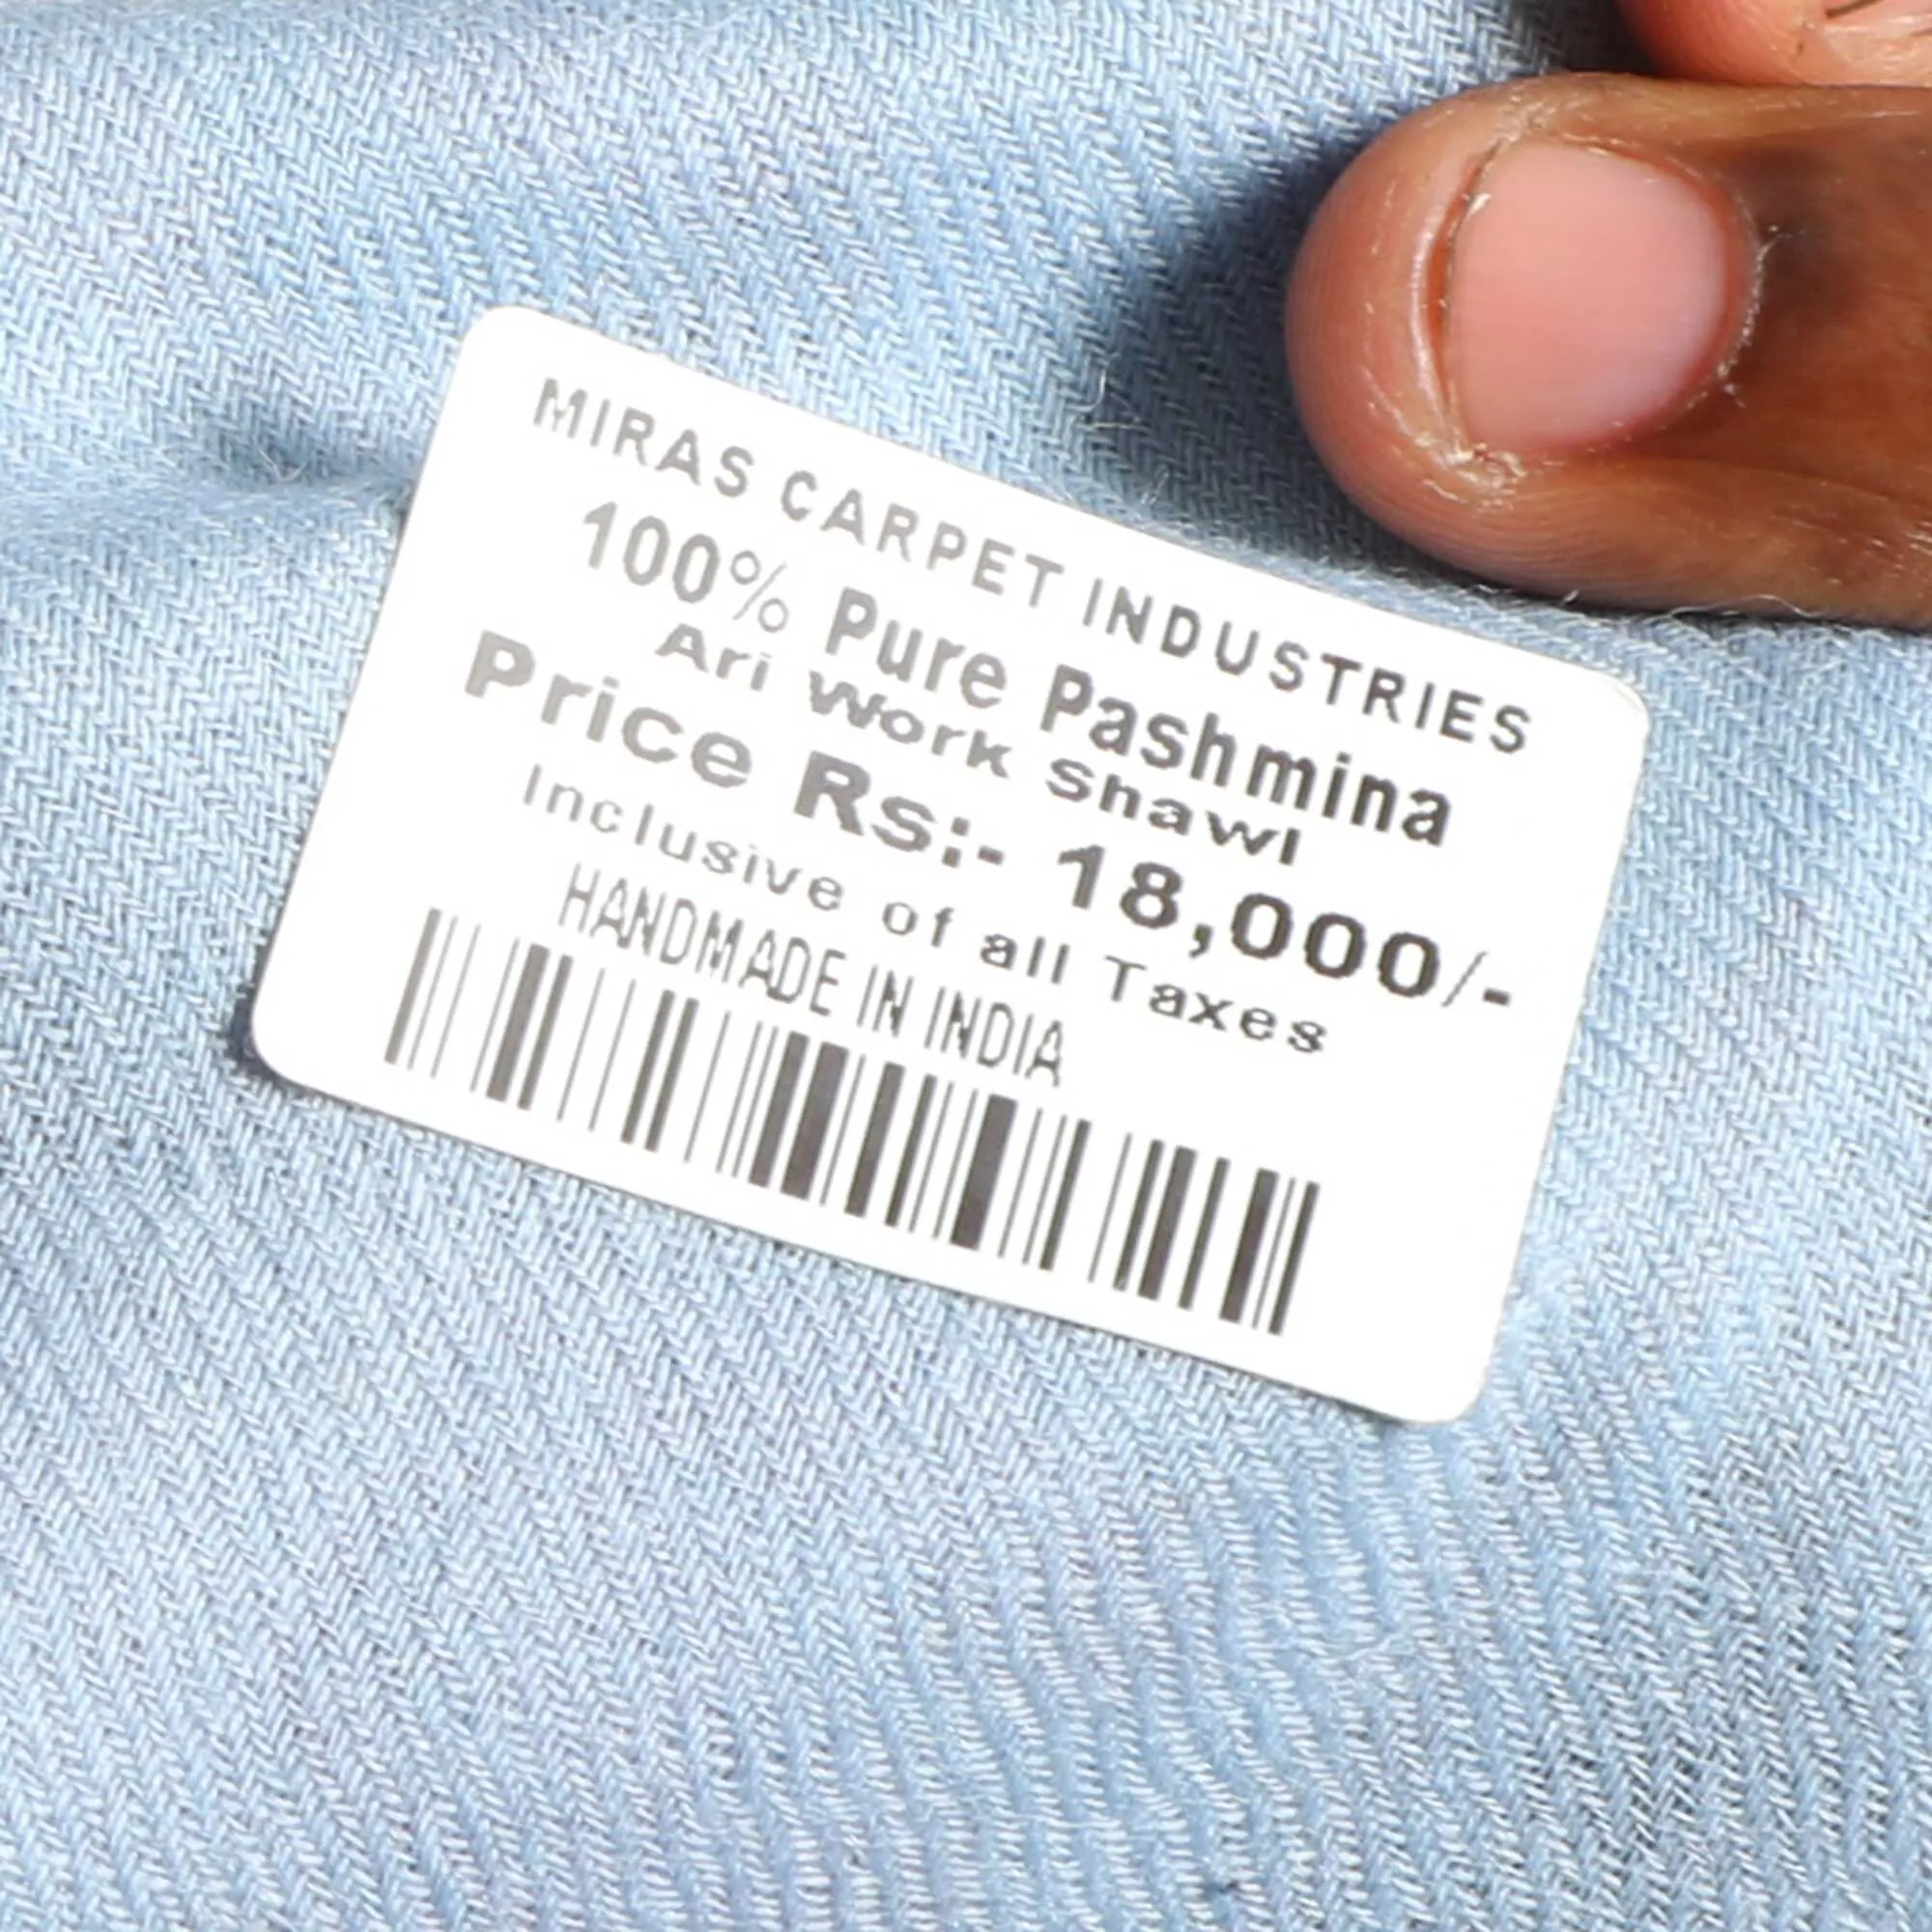 MIRAS CARPET INDUSTRIES
100% Pure Pashmina
Ari Work Shawl
Price Rs:- 18,000/-
Inclusive of all Taxes
HANDMADE IN INDIA